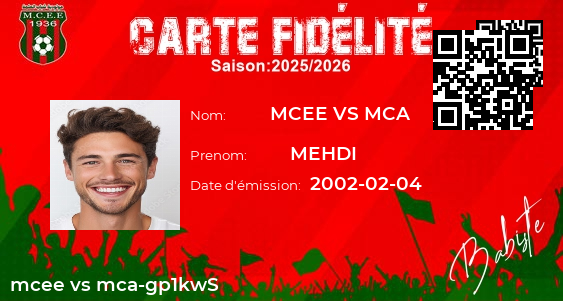 M.C.E.E
1936
CARTE FIDÉLITÉ
Saison:2025/2026
Nom: MCEE VS MCA
Prenom: MEHDI
Date d'émission: 2002-02-04
Babiste
mcee vs mca-gp1kwS